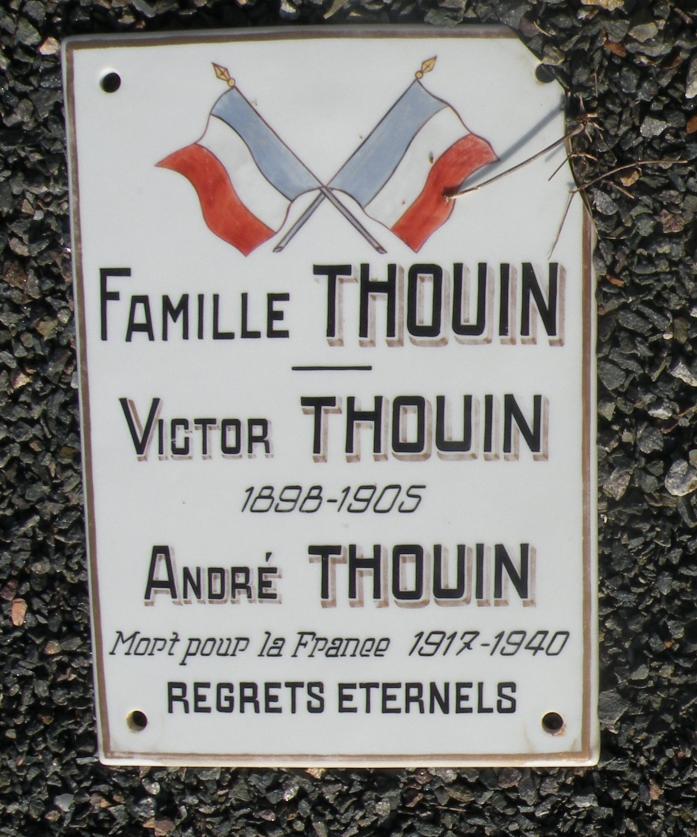 FAMILLE THOUIN
VICTOR THOUIN
1898-1905
ANDRÉ THOUIN
Mort pour la France 1917-1940
REGRETS ETERNELS